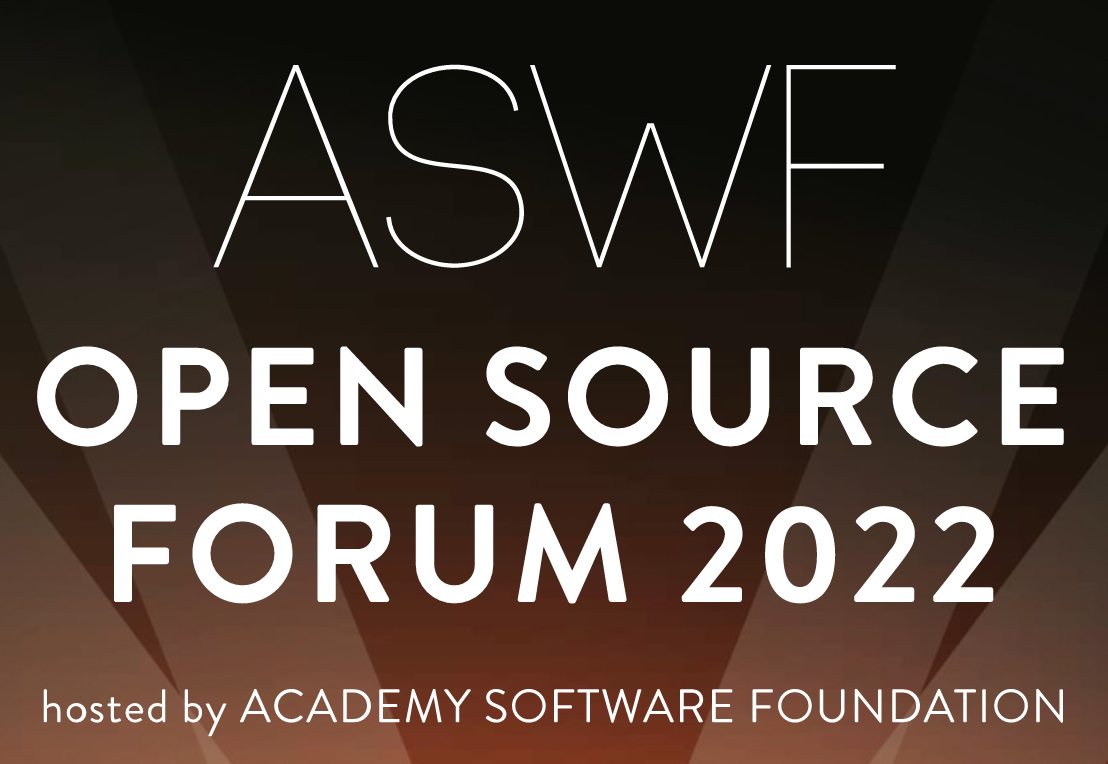 ASWF
OPEN SOURCE
FORUM 2022
hosted by ACADEMY SOFTWARE FOUNDATION